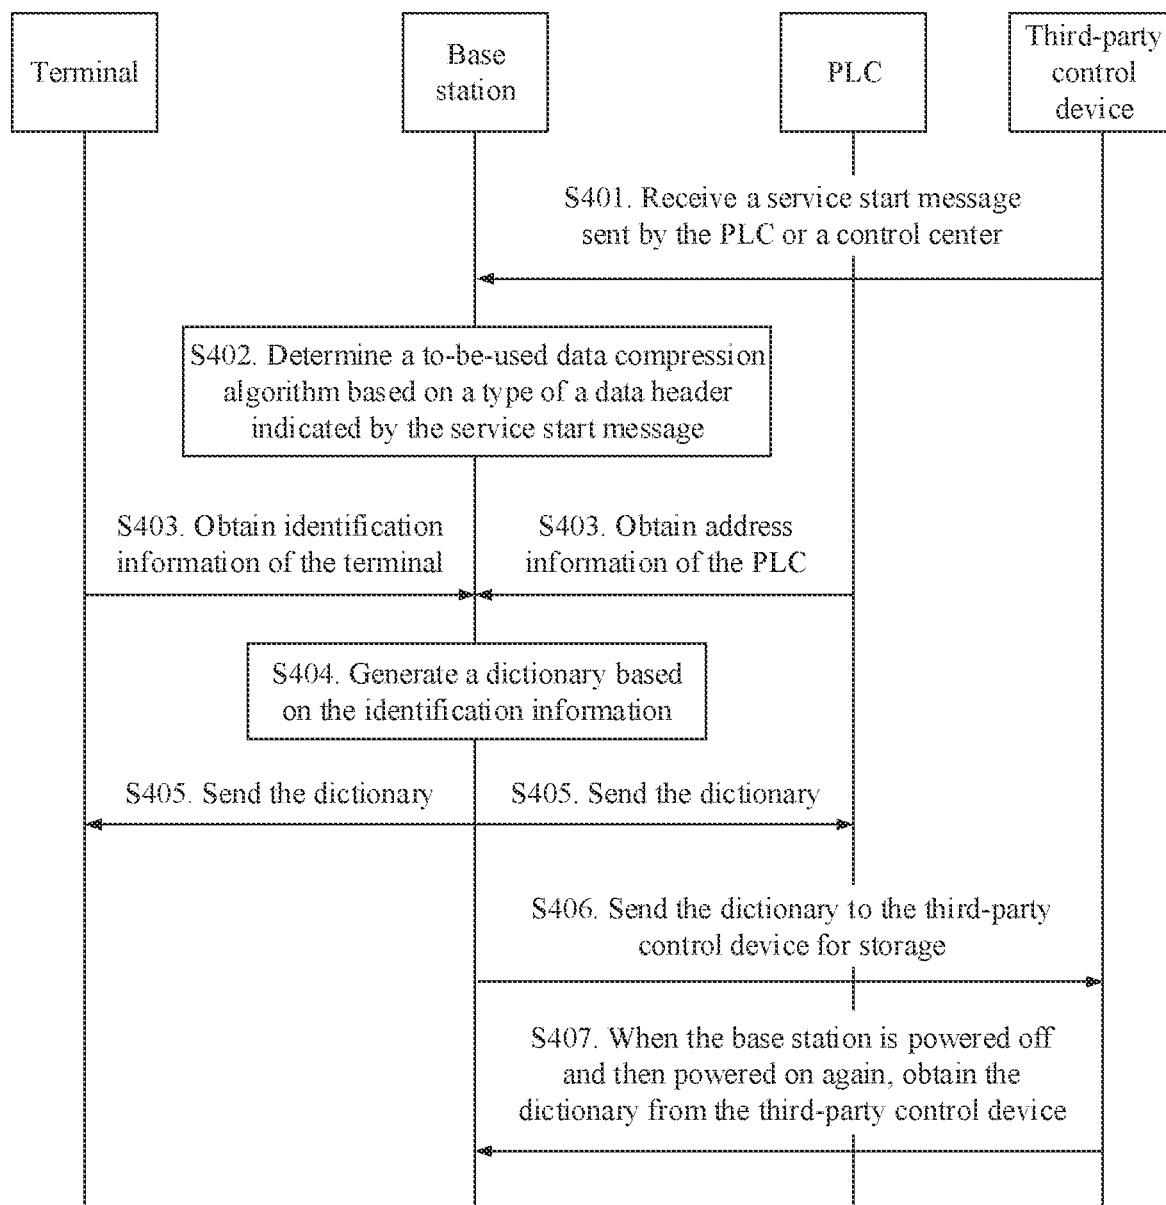 Terminal
Base
station
PLC
Third-party
control
device
S401. Receive a service start message
sent by the PLC or a control center
S402. Determine a to-be-used data compression
algorithm based on a type of a data header
indicated by the service start message
S403. Obtain identification
information of the terminal
S403. Obtain address
information of the PLC
S404. Generate a dictionary based
on the identification information
S405. Send the dictionary
S405. Send the dictionary
S406. Send the dictionary to the third-party
control device for storage
S407. When the base station is powered off
and then powered on again, obtain the
dictionary from the third-party control device